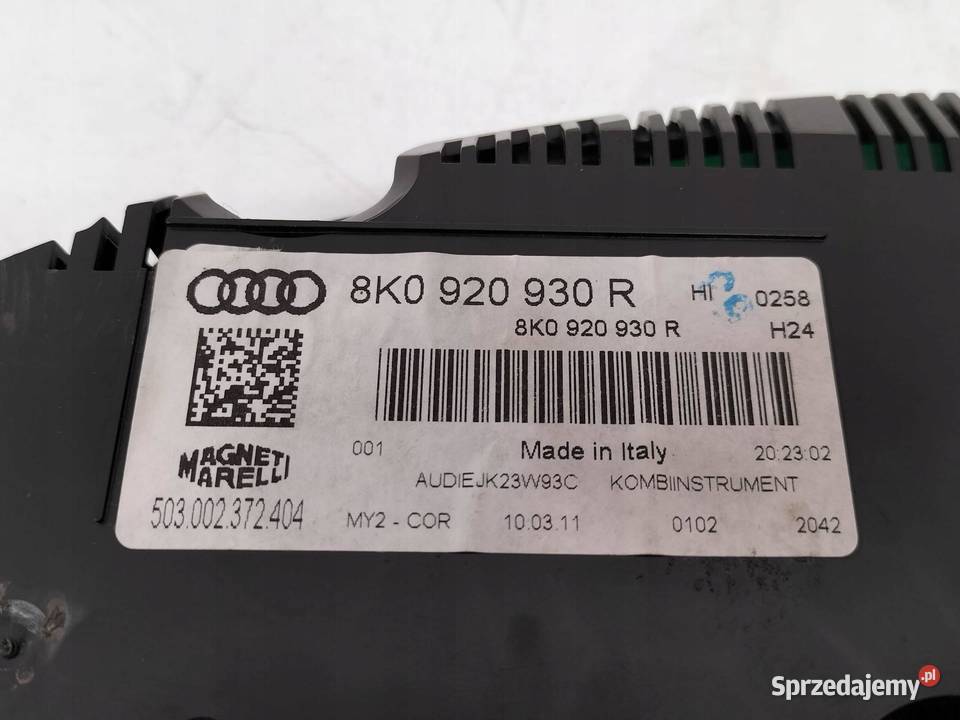 8K0 920 930 R HI 0258
8K0 920 930 R H24
MAGNETI
MARELLI
001 Made in Italy 20:23:02
AUDIEJK23W93C KOMBIINSTRUMENT
503.002.372.404 MY2 - COR 10.03.11 0102 2042
Sprzedajemy.pl